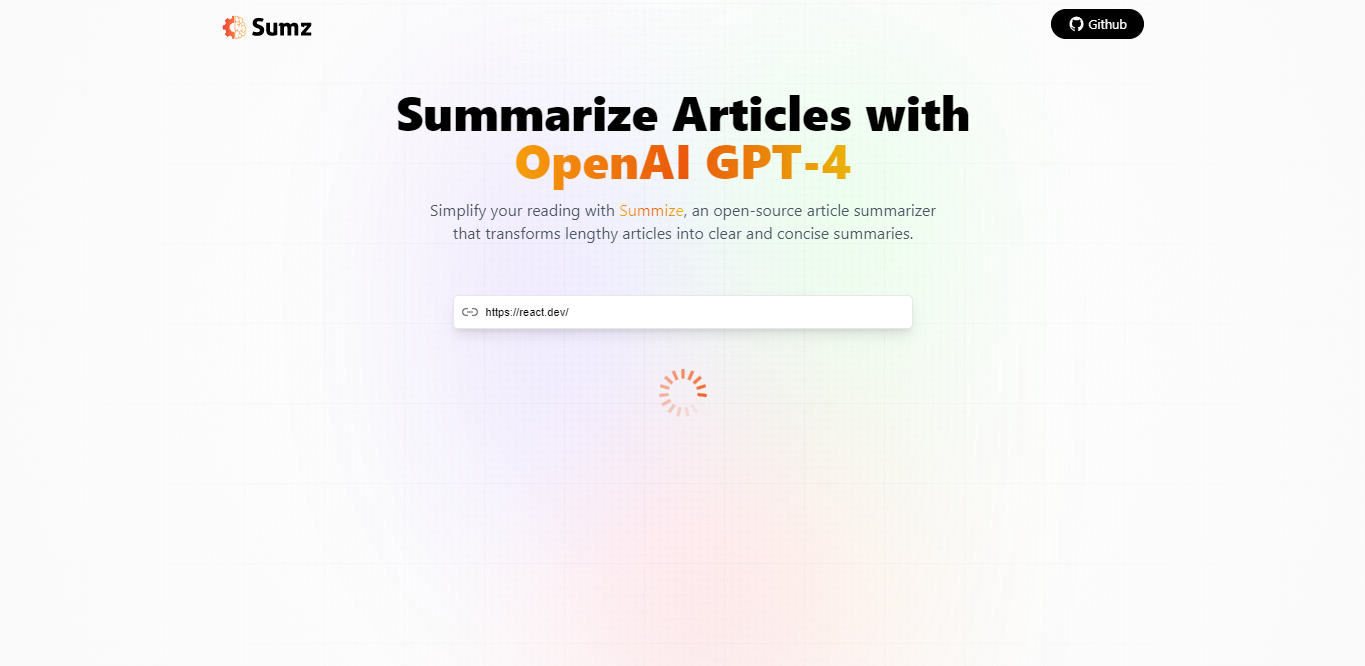 Sumz
Github
Summarize Articles with
OpenAI GPT-4
Simplify your reading with Summize, an open-source article summarizer
that transforms lengthy articles into clear and concise summaries.
https://react.dev/